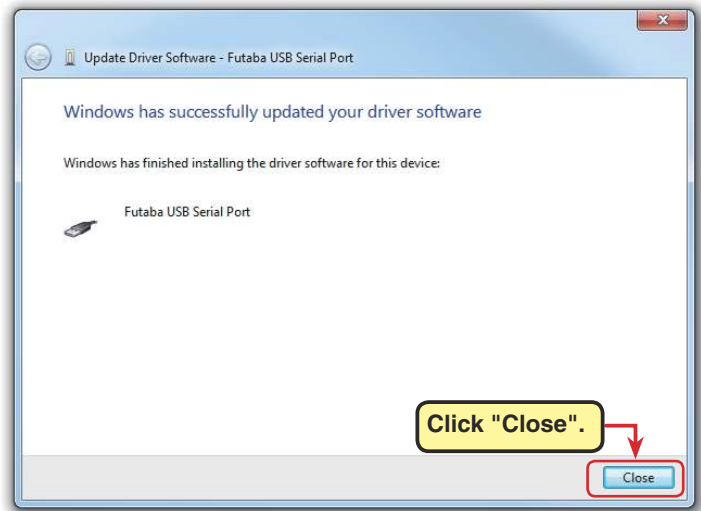 Update Driver Software - Futaba USB Serial Port
Windows has successfully updated your driver software
Windows has finished installing the driver software for this device:
Futaba USB Serial Port
Click "Close".
Close